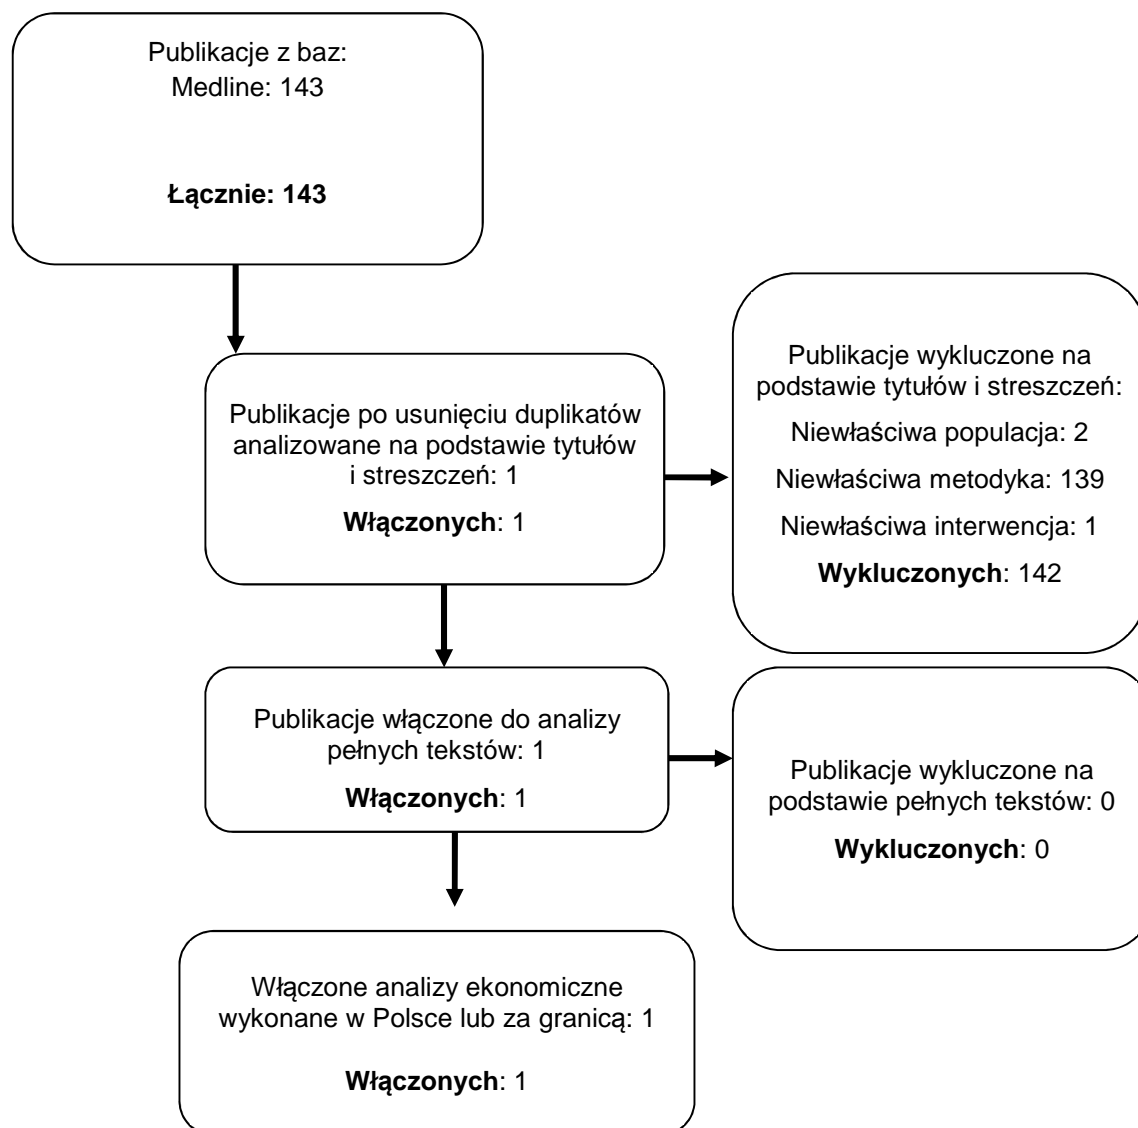 Publikacje z baz:
Medline: 143
Łącznie: 143
Publikacje po usunięciu duplikatów
analizowane na podstawie tytułów
i streszczeń: 1
Włączonych: 1
Publikacje wykluczone na
podstawie tytułów i streszczeń:
Niewłaściwa populacja: 2
Niewłaściwa metodyka: 139
Niewłaściwa interwencja: 1
Wykluczonych: 142
Publikacje włączone do analizy
pełnych tekstów: 1
Włączonych: 1
Publikacje wykluczone na
podstawie pełnych tekstów: 0
Wykluczonych: 0
Włączone analizy ekonomiczne
wykonane w Polsce lub za granicą: 1
Włączonych: 1